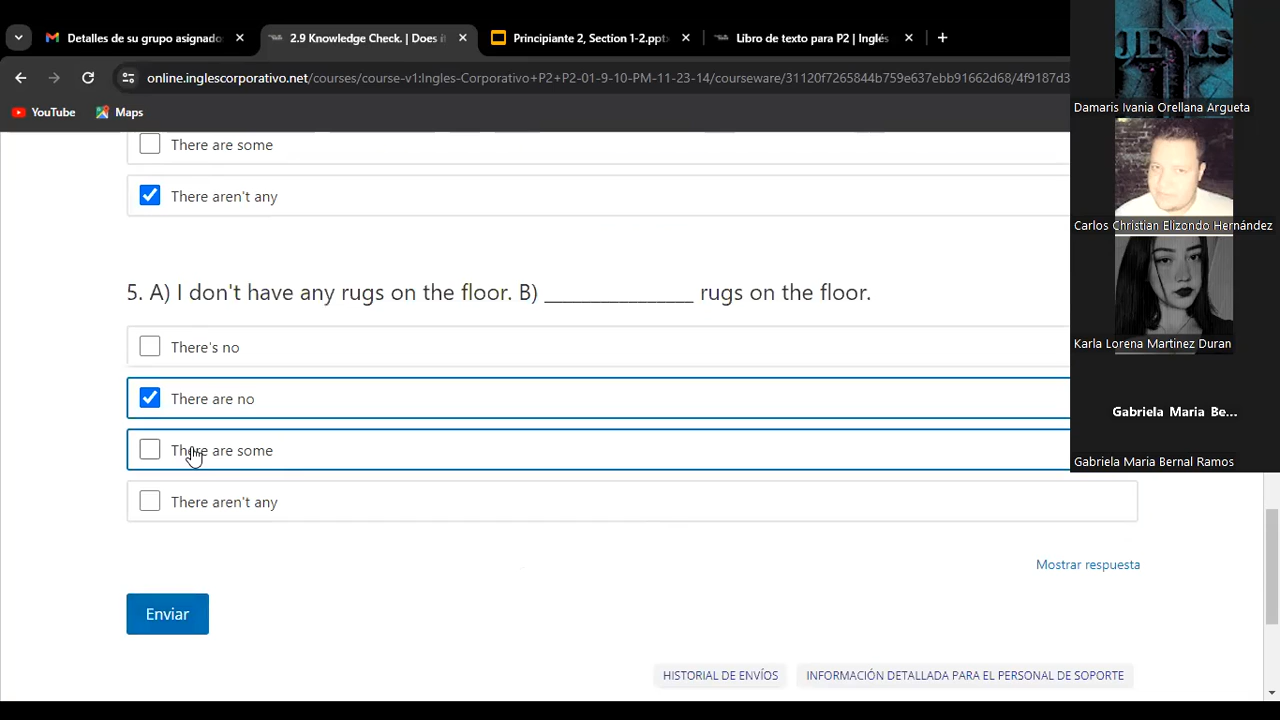 Detalles de su grupo asignado
2.9 Knowledge Check. | Does i
Principiante 2, Section 1-2.ppt
Libro de texto para P2 | Inglés
online.inglescorporativo.net/courses/course-v1:Ingles-Corporativo+P2+P2-01-9-10-PM-11-23-14/courseware/31120f7265844b759e637ebb91662d68/4f9187d3
YouTube
Maps
There are some
There aren't any
5. A) I don't have any rugs on the floor. B) _______________ rugs on the floor.
There's no
There are no
There are some
There aren't any
Mostrar respuesta
Enviar
HISTORIAL DE ENVÍOS
INFORMACIÓN DETALLADA PARA EL PERSONAL DE SOPORTE
JESUS
Damaris Ivania Orellana Argueta
Carlos Christian Elizondo Hernández
Karla Lorena Martinez Duran
Gabriela Maria Be...
Gabriela Maria Bernal Ramos